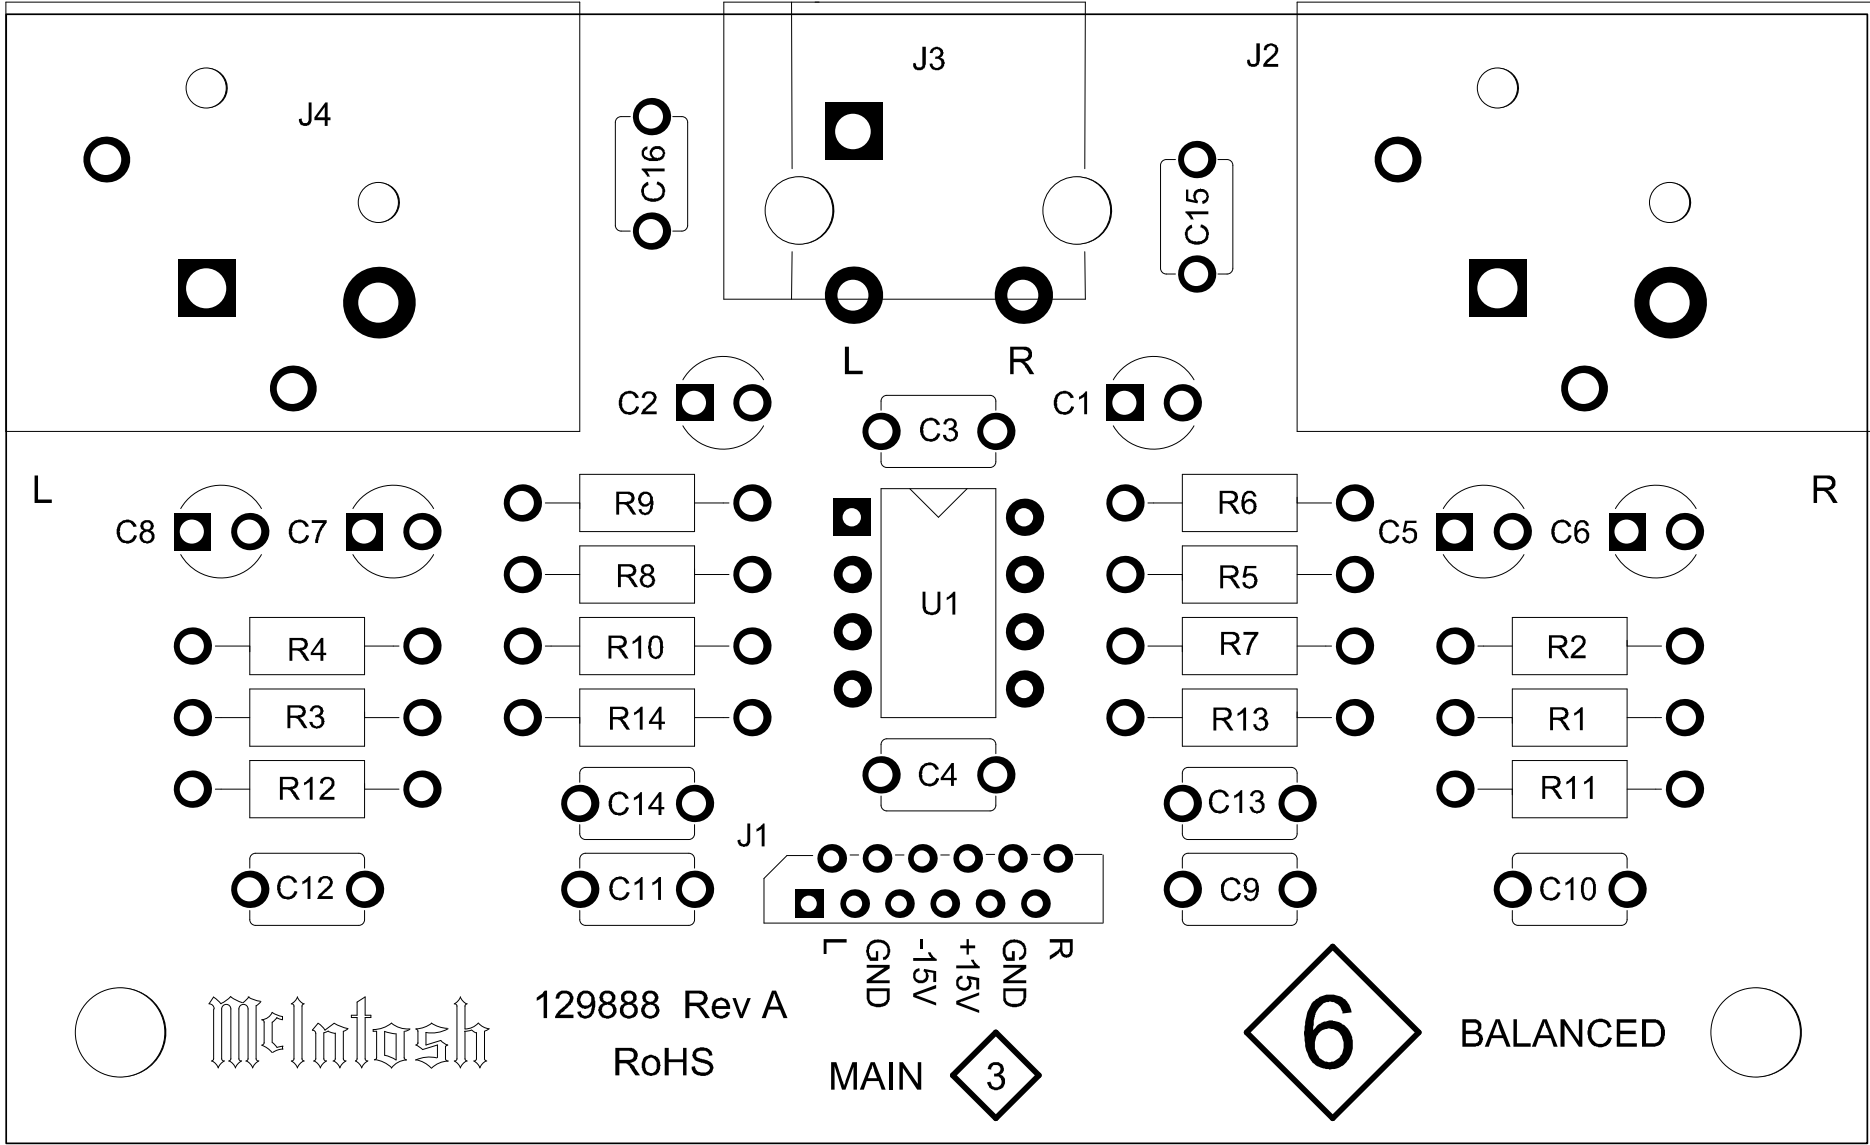 J3
J2
J4
C16
C15
L
R
C2
C3
C1
L
R
R9
R6
C8
C7
C5
C6
R8
R5
U1
R4
R10
R7
R2
R3
R14
R13
R1
R12
C4
R11
C14
C13
J1
C12
C11
C9
C10
L
GND
-15V
+15V
GND
R
McIntosh
129888 Rev A
RoHS
MAIN
3
6
BALANCED